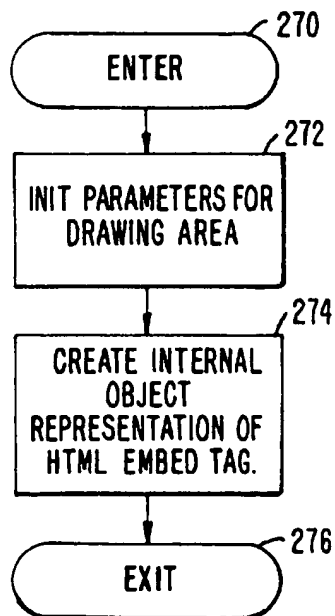 270
ENTER
272
INIT PARAMETERS FOR
DRAWING AREA
274
CREATE INTERNAL
OBJECT
REPRESENTATION OF
HTML EMBED TAG.
276
EXIT